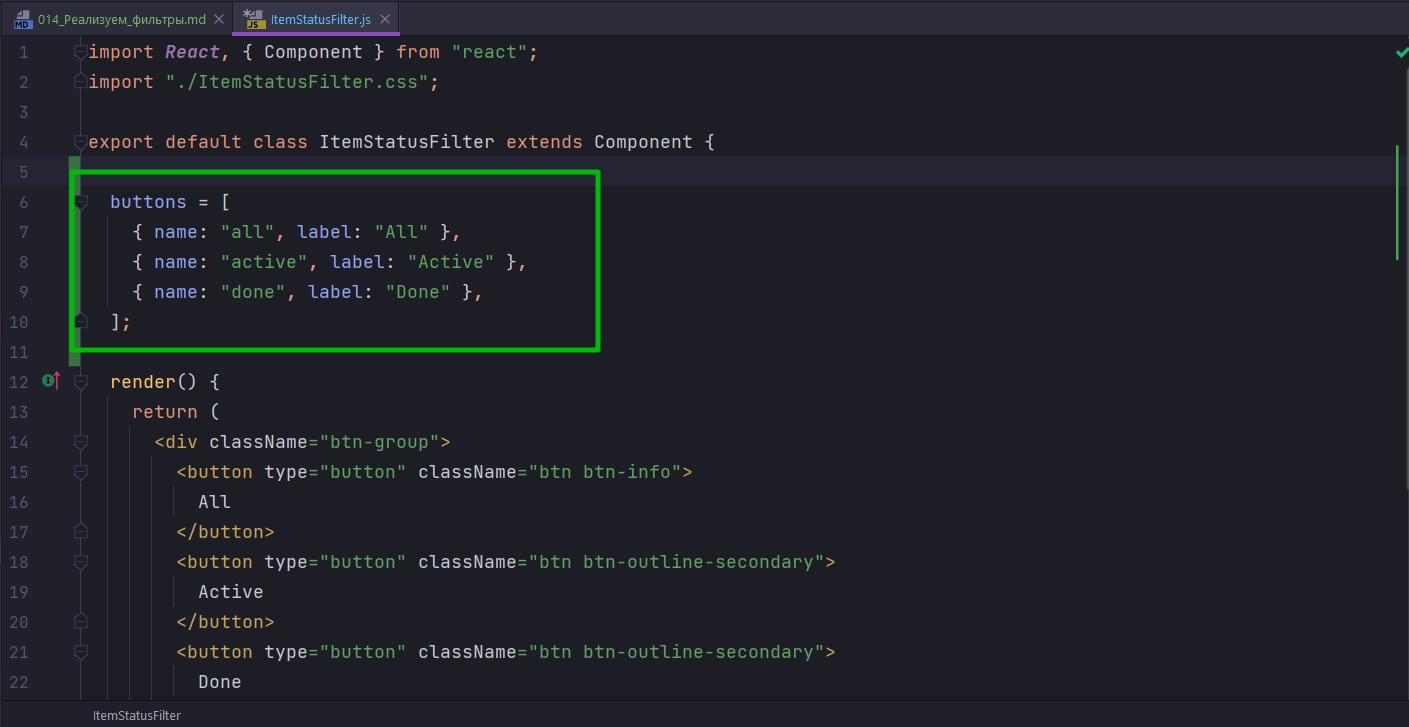 014_Реализуем_фильтры.md
ItemStatusFilter.js
1 import React, { Component } from "react";
2 import "./ItemStatusFilter.css";
3
4 export default class ItemStatusFilter extends Component {
5
6 buttons = [
7 { name: "all", label: "All" },
8 { name: "active", label: "Active" },
9 { name: "done", label: "Done" },
10 ];
11
12 render() {
13 return (
14 <div className="btn-group">
15 <button type="button" className="btn btn-info">
16 All
17 </button>
18 <button type="button" className="btn btn-outline-secondary">
19 Active
20 </button>
21 <button type="button" className="btn btn-outline-secondary">
22 Done
ItemStatusFilter